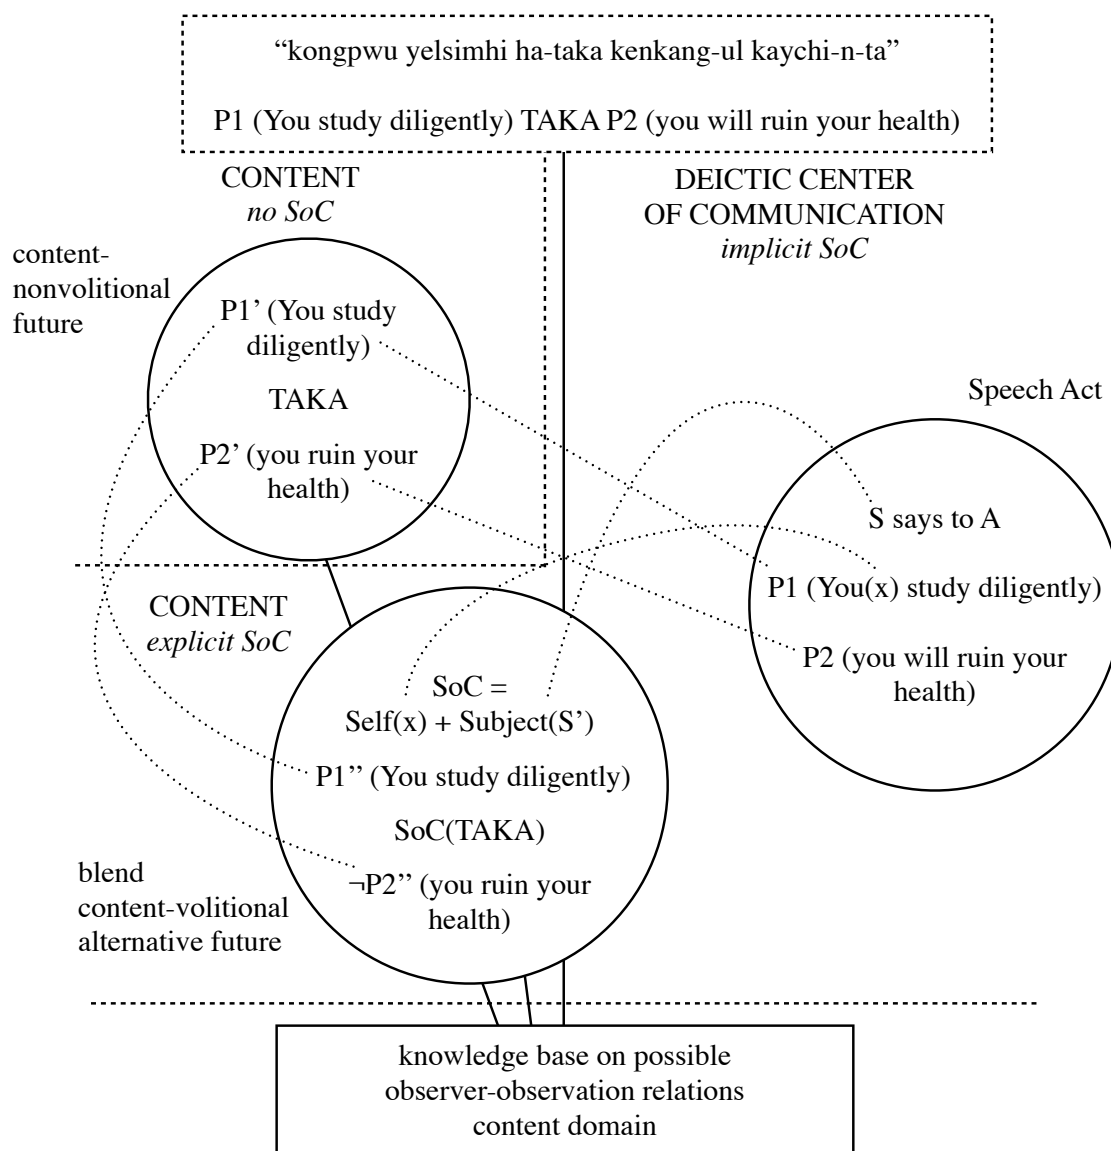 “kongpwu yelsimhi ha-taka kenkang-ul kaychi-n-ta”
P1 (You study diligently) TAKA P2 (you will ruin your health)
CONTENT
no SoC
DEICTIC CENTER
OF COMMUNICATION
implicit SoC
content-
nonvolitional
future
P1’ (You study
diligently)
TAKA
P2’ (you ruin your
health)
Speech Act
S says to A
P1 (You(x) study diligently)
P2 (you will ruin your
health)
CONTENT
explicit SoC
SoC =
Self(x) + Subject(S’)
P1’’ (You study diligently)
SoC(TAKA)
¬P2’’ (you ruin your
health)
blend
content-volitional
alternative future
knowledge base on possible
observer-observation relations
content domain